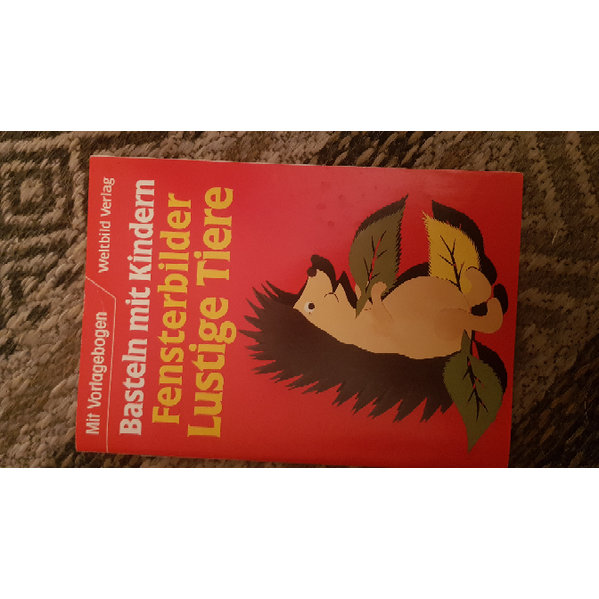 Mit Vorlagebogen
Weltbild Verlag
Basteln mit Kindern
Fensterbilder
Lustige Tiere